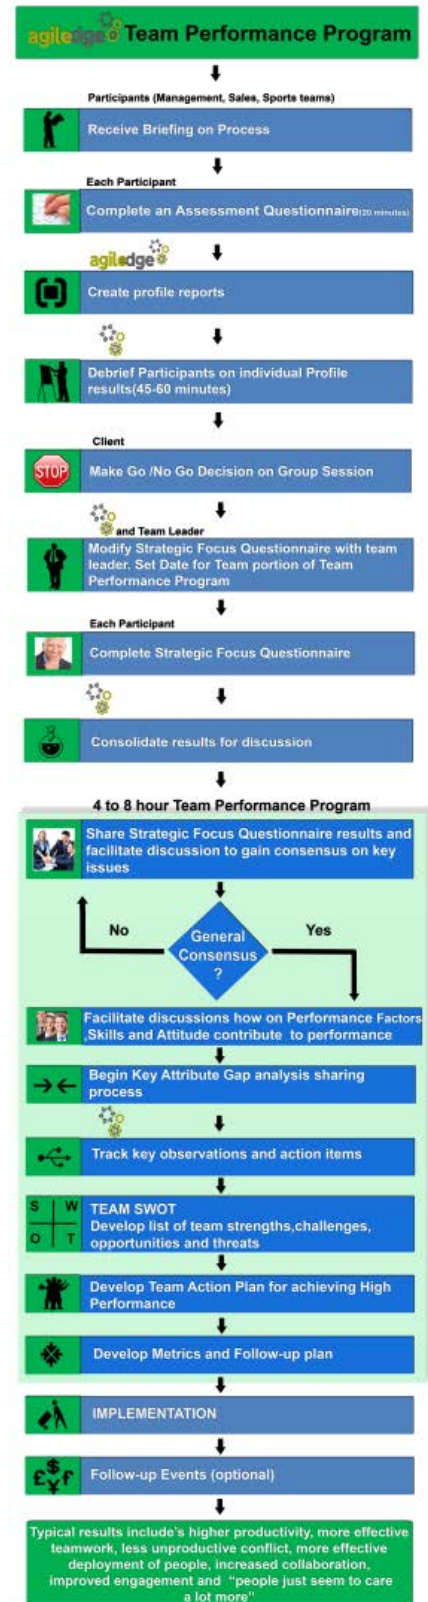 agiledge Team Performance Program
Participants (Management, Sales, Sports teams)
Receive Briefing on Process
Each Participant
Complete an Assessment Questionnaire(20 minutes)
agiledge
Create profile reports
Debrief Participants on individual Profile
results(45-60 minutes)
Client
STOP
Make Go /No Go Decision on Group Session
and Team Leader
Modify Strategic Focus Questionnaire with team
leader. Set Date for Team portion of Team
Performance Program
Each Participant
Complete Strategic Focus Questionnaire
Consolidate results for discussion
4 to 8 hour Team Performance Program
Share Strategic Focus Questionnaire results and
facilitate discussion to gain consensus on key
issues
No
General
Consensus
?
Yes
Facilitate discussions how on Performance Factors
,Skills and Attitude contribute to performance
Begin Key Attribute Gap analysis sharing
process
Track key observations and action items
S W
O T
TEAM SWOT
Develop list of team strengths,challenges,
opportunities and threats
Develop Team Action Plan for achieving High
Performance
Develop Metrics and Follow-up plan
IMPLEMENTATION
£$¥f
Follow-up Events (optional)
Typical results include's higher productivity, more effective
teamwork, less unproductive conflict, more effective
deployment of people, increased collaboration,
improved engagement and “people just seem to care
a lot more”